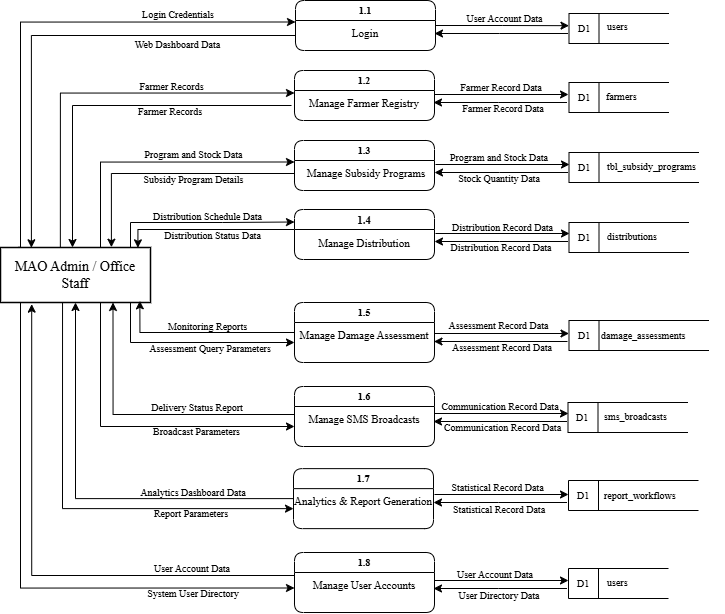 Login Credentials
1.1
Login
User Account Data
D1
users
Web Dashboard Data
Farmer Records
1.2
Manage Farmer Registry
Farmer Record Data
D1
farmers
Farmer Records
Farmer Record Data
Program and Stock Data
1.3
Manage Subsidy Programs
Program and Stock Data
D1
tbl_subsidy_programs
Subsidy Program Details
Stock Quantity Data
Distribution Schedule Data
1.4
Manage Distribution
Distribution Record Data
D1
distributions
Distribution Status Data
Distribution Record Data
MAO Admin / Office
Staff
Monitoring Reports
1.5
Manage Damage Assessment
Assessment Record Data
D1
damage_assessments
Assessment Query Parameters
Assessment Record Data
Delivery Status Report
1.6
Manage SMS Broadcasts
Communication Record Data
D1
sms_broadcasts
Broadcast Parameters
Communication Record Data
Analytics Dashboard Data
1.7
Analytics & Report Generation
Statistical Record Data
D1
report_workflows
Report Parameters
Statistical Record Data
User Account Data
1.8
Manage User Accounts
User Account Data
D1
users
System User Directory
User Directory Data